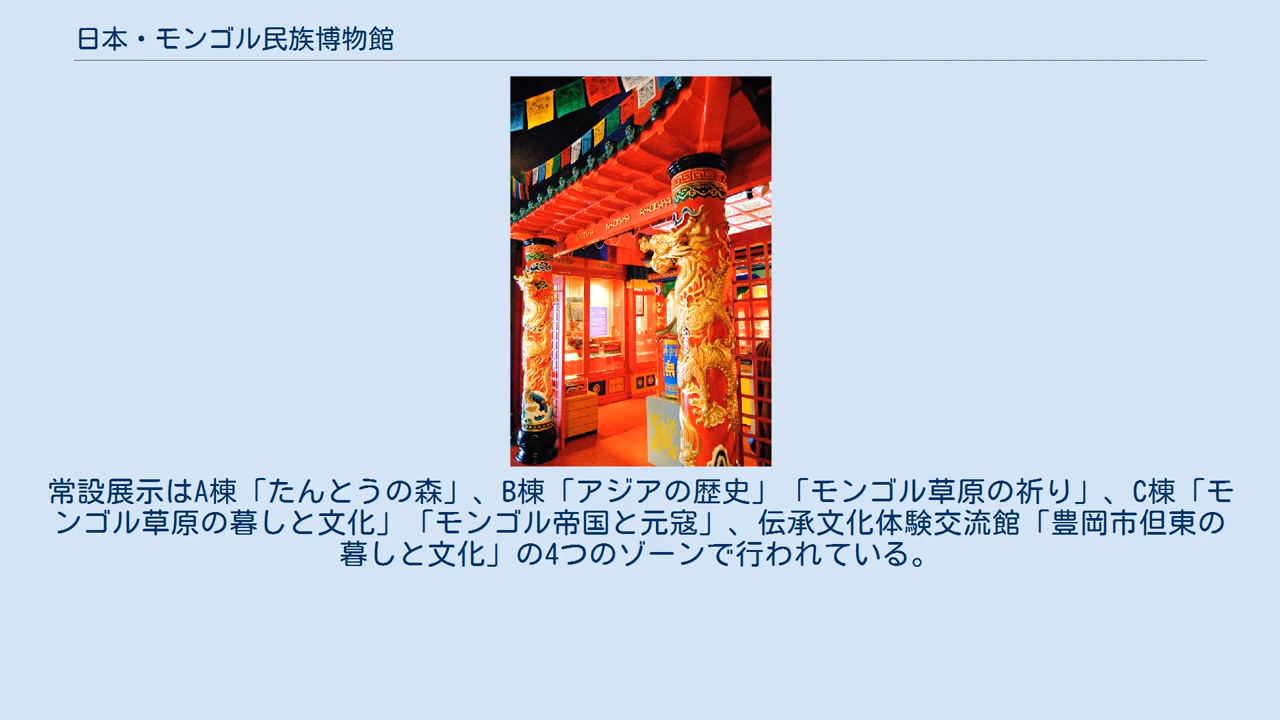 日本・モンゴル民族博物館
常設展示はA棟「たんとうの森」、B棟「アジアの歴史」「モンゴル草原の祈り」、C棟「モ
ンゴル草原の暮しと文化」「モンゴル帝国と元寇」、伝承文化体験交流館「豊岡市但東の
暮しと文化」の4つのゾーンで行われている。